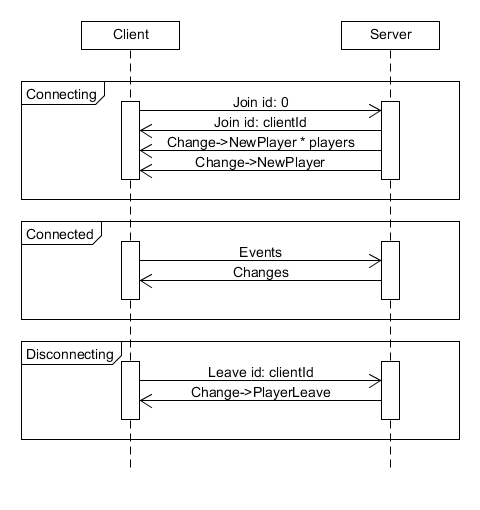 Client
Server
Connecting
Join id: 0
Join id: clientId
Change->NewPlayer * players
Change->NewPlayer
Connected
Events
Changes
Disconnecting
Leave id: clientId
Change->PlayerLeave